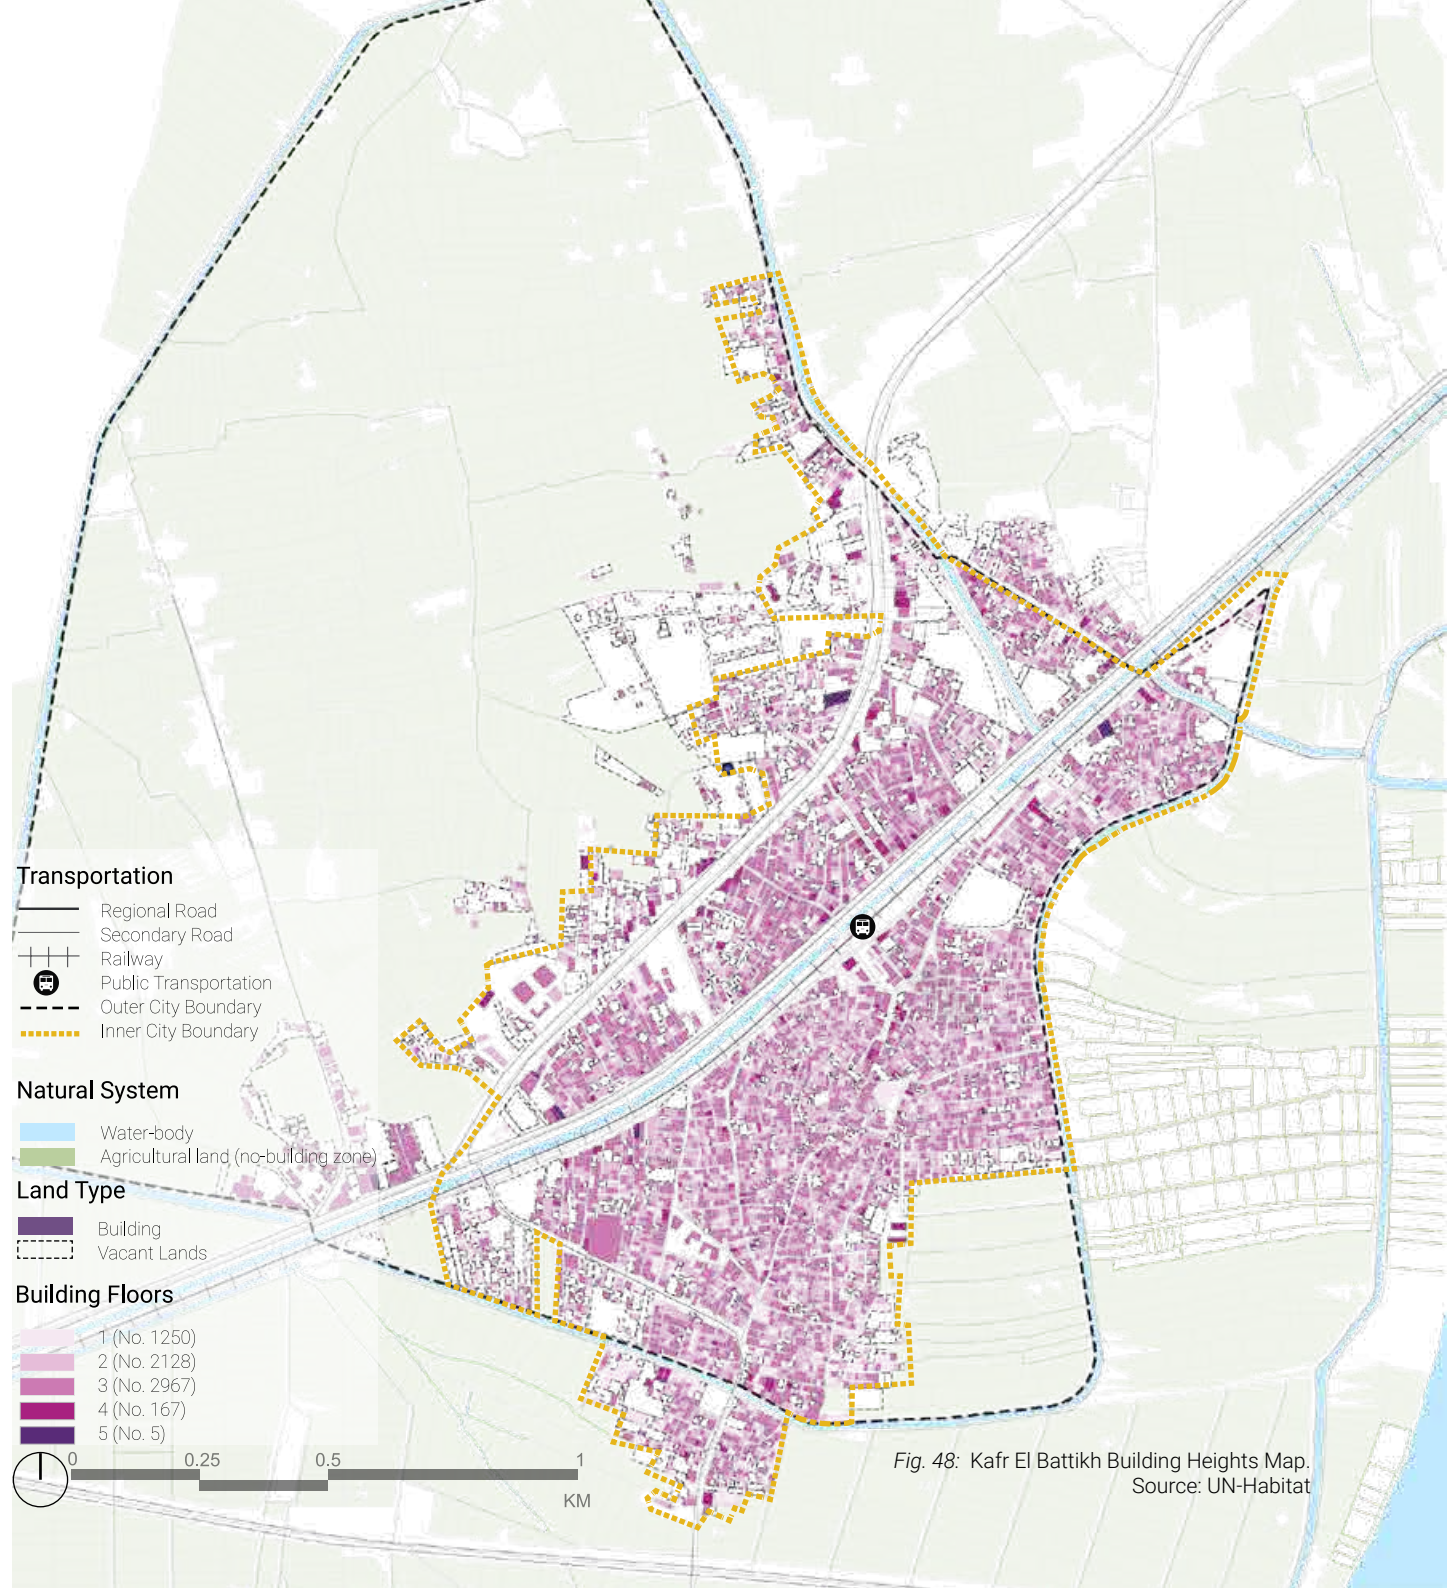 Transportation
Regional Road
Secondary Road
Railway
Public Transportation
Outer City Boundary
Inner City Boundary
Natural System
Water-body
Agricultural land (no-building zone)
Land Type
Building
Vacant Lands
Building Floors
1 (No. 1250)
2 (No. 2128)
3 (No. 2967)
4 (No. 167)
5 (No. 5)
0 0.25 0.5 1
KM
Fig. 48: Kafr El Battikh Building Heights Map.
Source: UN-Habitat